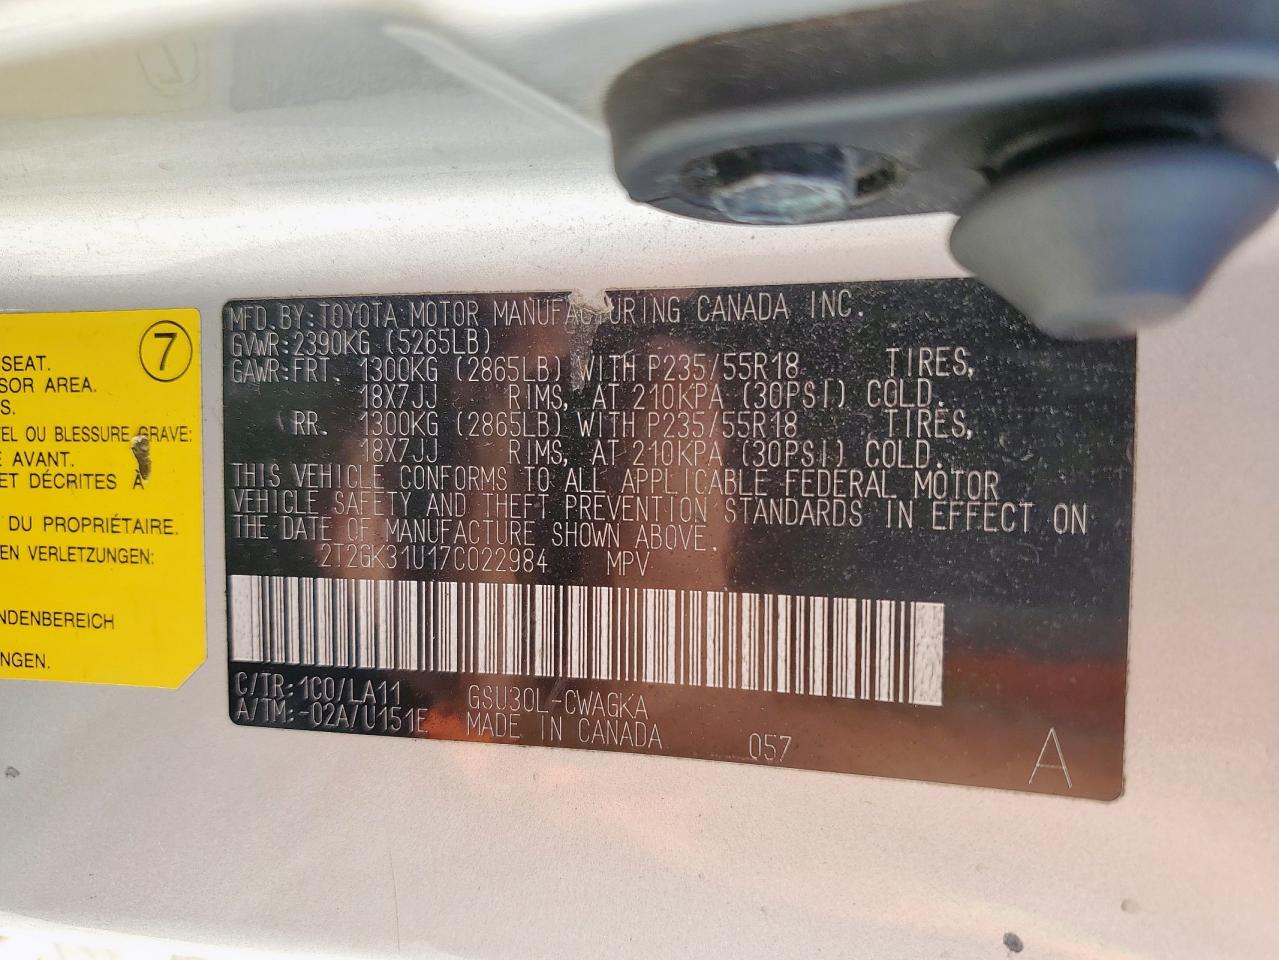 SEAT.
SOR AREA.
S.
EL OU BLESSURE GRAVE:
AVANT.
ET DÉCRITES À
DU PROPRIÉTAIRE.
EN VERLETZUNGEN:
NDENBEREICH
NGEN.
7
MFD. BY: TOYOTA MOTOR MANUFACTURING CANADA INC.
GVWR: 2390KG (5265LB)
GAWR: FRT. 1300KG (2865LB) WITH P235/55R18 TIRES,
18X7JJ RIMS, AT 210KPA (30PSI) COLD.
RR. 1300KG (2865LB) WITH P235/55R18 TIRES,
18X7JJ RIMS, AT 210KPA (30PSI) COLD.
THIS VEHICLE CONFORMS TO ALL APPLICABLE FEDERAL MOTOR
VEHICLE SAFETY AND THEFT PREVENTION STANDARDS IN EFFECT ON
THE DATE OF MANUFACTURE SHOWN ABOVE.
2T2GK31U17C022984 MPV
C/TR: 1C0/LA11 GSU30L-CWAGKA
A/TM: -02A/U151E MADE IN CANADA 057 A